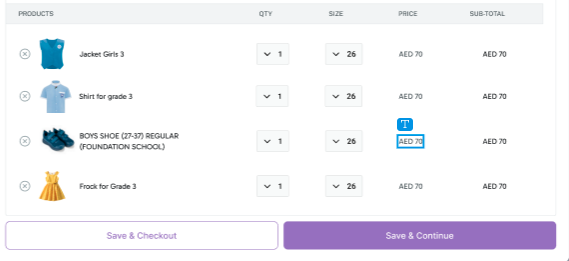 PRODUCTS QTY SIZE PRICE SUB-TOTAL
Jacket Girls 3 1 26 AED 70 AED 70
Shirt for grade 3 1 26 AED 70 AED 70
T
BOYS SHOE (27-37) REGULAR
(FOUNDATION SCHOOL) 1 26 AED 70 AED 70
Frock for Grade 3 1 26 AED 70 AED 70
Save & Checkout Save & Continue